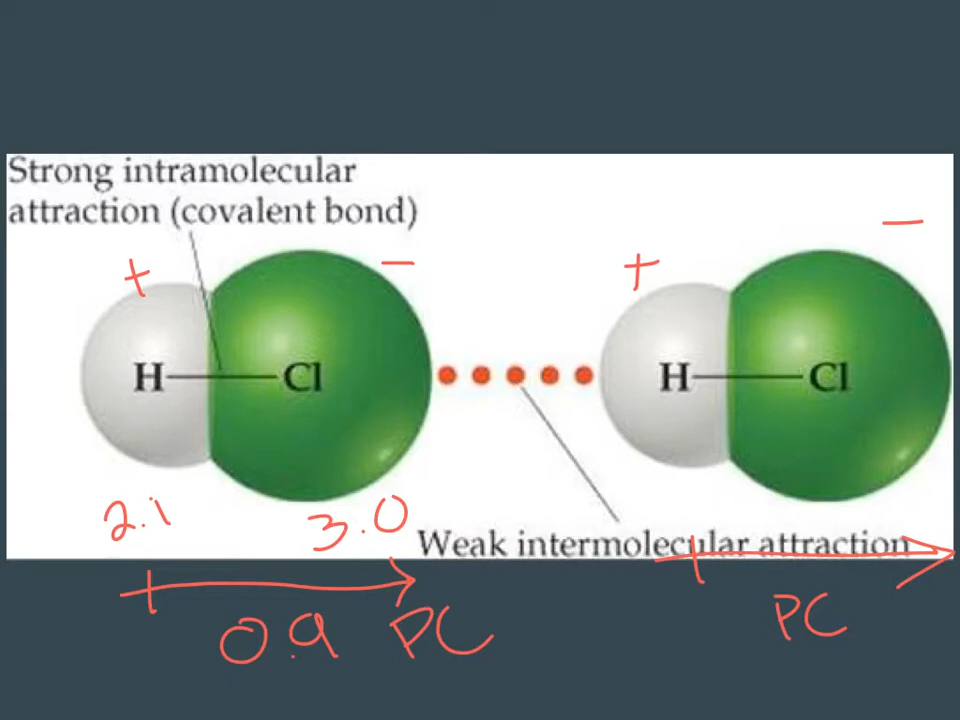 Strong intramolecular
attraction (covalent bond)
+ - + -
H Cl H Cl
2.1 3.0
Weak intermolecular attraction
0.9 PC PC